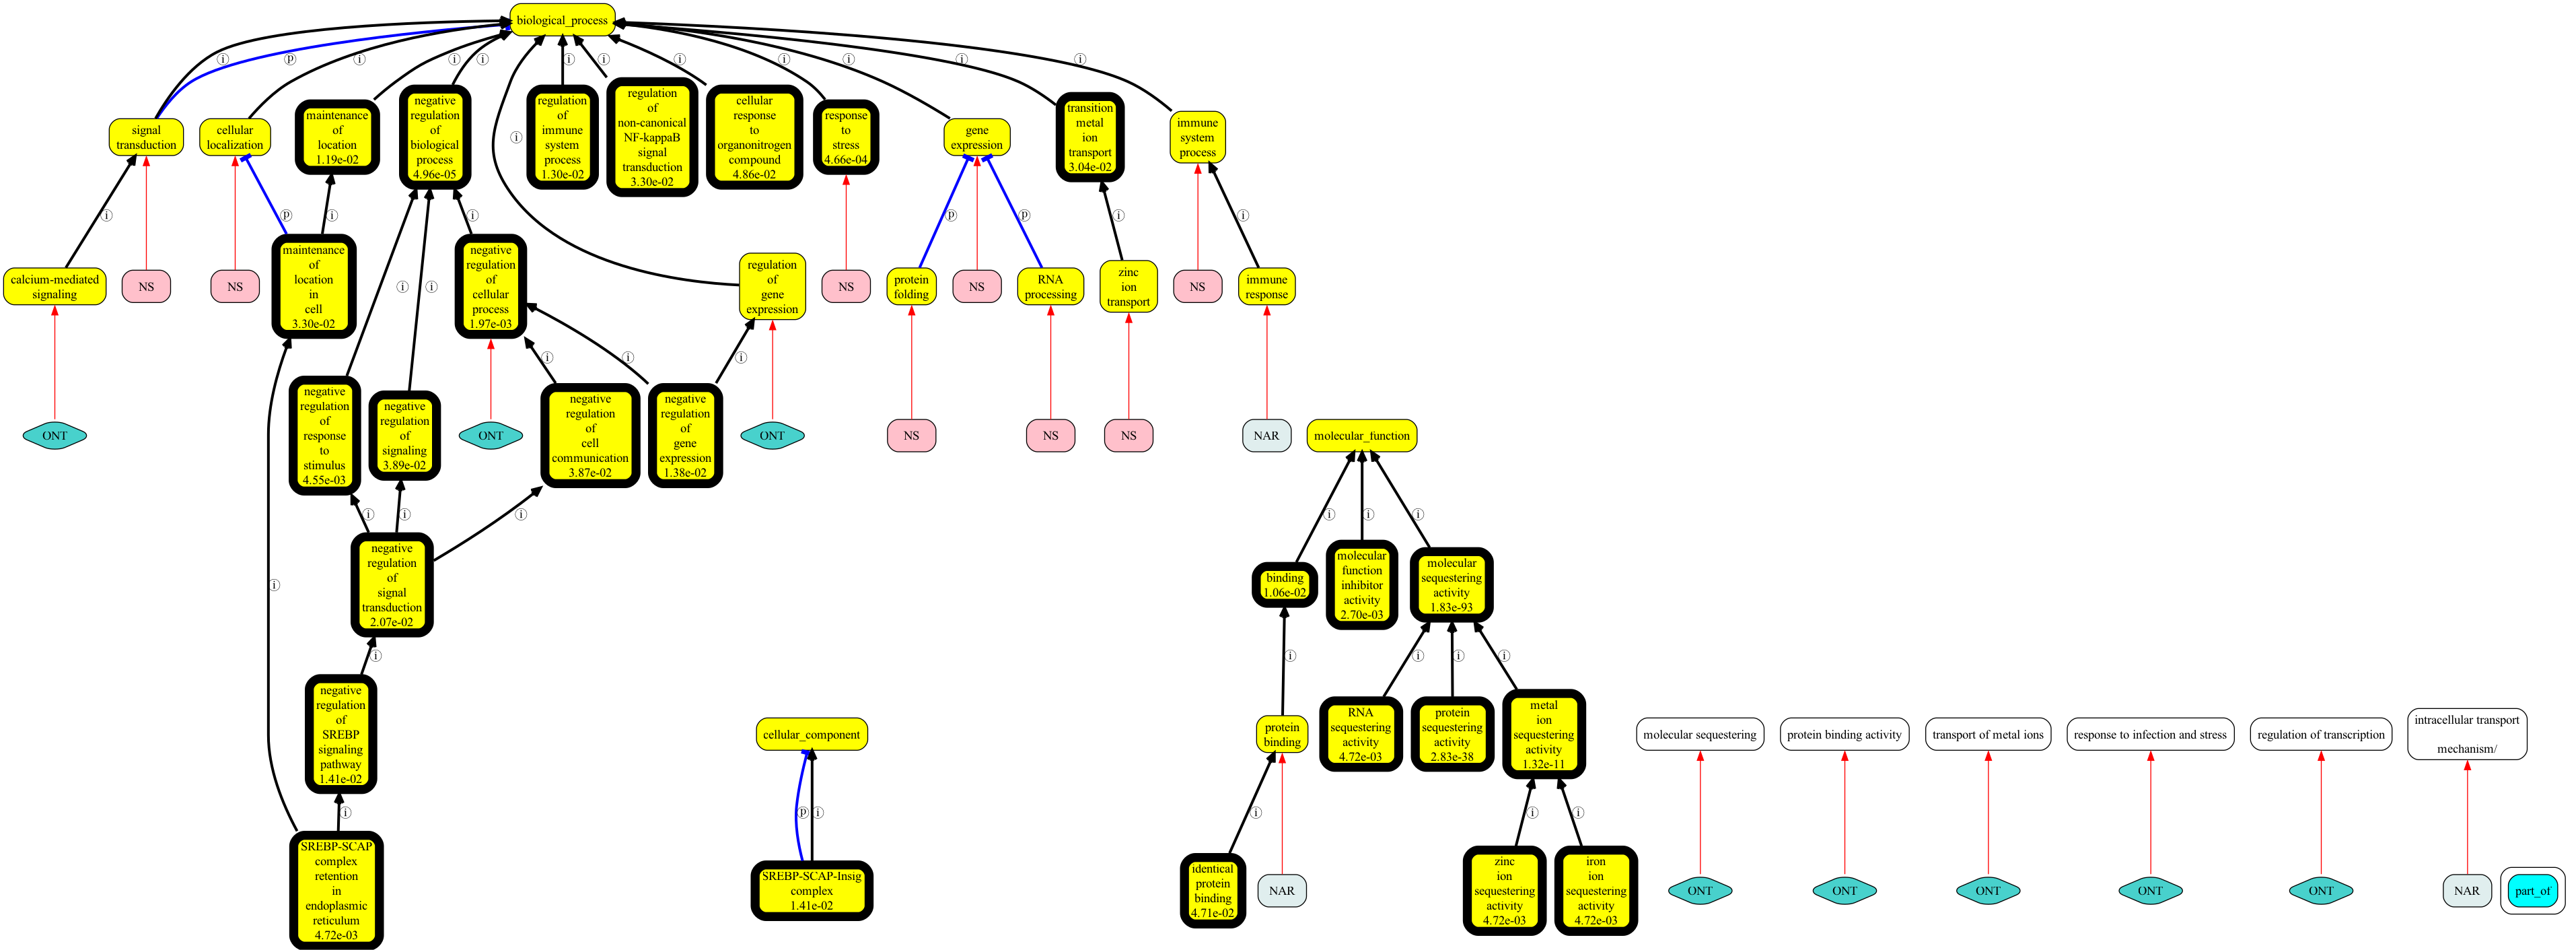 biological_process
ⓘ
ⓟ
ⓘ
ⓘ
ⓘ
ⓘ
ⓘ
ⓘ
ⓘ
ⓘ
ⓘ
ⓘ
ⓘ
ⓘ
signal
transduction
cellular
localization
maintenance
of
location
1.19e-02
negative
regulation
of
biological
process
4.96e-05
regulation
of
immune
system
process
1.30e-02
regulation
of
non-canonical
NF-kappaB
signal
transduction
3.30e-02
cellular
response
to
organonitrogen
compound
4.86e-02
response
to
stress
4.66e-04
gene
expression
transition
metal
ion
transport
3.04e-02
immune
system
process
ⓘ
ⓟ
ⓘ
ⓘ
ⓟ
ⓟ
ⓘ
ⓘ
calcium-mediated
signaling
NS
NS
maintenance
of
location
in
cell
3.30e-02
ⓘ
ⓘ
negative
regulation
of
cellular
process
1.97e-03
regulation
of
gene
expression
NS
protein
folding
NS
RNA
processing
zinc
ion
transport
NS
immune
response
ⓘ
ⓘ
ⓘ
ONT
negative
regulation
of
response
to
stimulus
4.55e-03
negative
regulation
of
signaling
3.89e-02
ONT
negative
regulation
of
cell
communication
3.87e-02
negative
regulation
of
gene
expression
1.38e-02
ONT
NS
NS
NS
NAR
molecular_function
ⓘ
ⓘ
ⓘ
ⓘ
ⓘ
ⓘ
ⓘ
negative
regulation
of
signal
transduction
2.07e-02
binding
1.06e-02
molecular
function
inhibitor
activity
2.70e-03
molecular
sequestering
activity
1.83e-93
ⓘ
ⓘ
ⓘ
ⓘ
ⓘ
negative
regulation
of
SREBP
signaling
pathway
1.41e-02
cellular_component
protein
binding
RNA
sequestering
activity
4.72e-03
protein
sequestering
activity
2.83e-38
metal
ion
sequestering
activity
1.32e-11
molecular sequestering
protein binding activity
transport of metal ions
response to infection and stress
regulation of transcription
intracellular transport
mechanism/
ⓘ
ⓟ
ⓘ
ⓘ
ⓘ
ⓘ
SREBP-SCAP
complex
retention
in
endoplasmic
reticulum
4.72e-03
SREBP-SCAP-Insig
complex
1.41e-02
identical
protein
binding
4.71e-02
NAR
zinc
ion
sequestering
activity
4.72e-03
iron
ion
sequestering
activity
4.72e-03
ONT
ONT
ONT
ONT
ONT
NAR
part_of